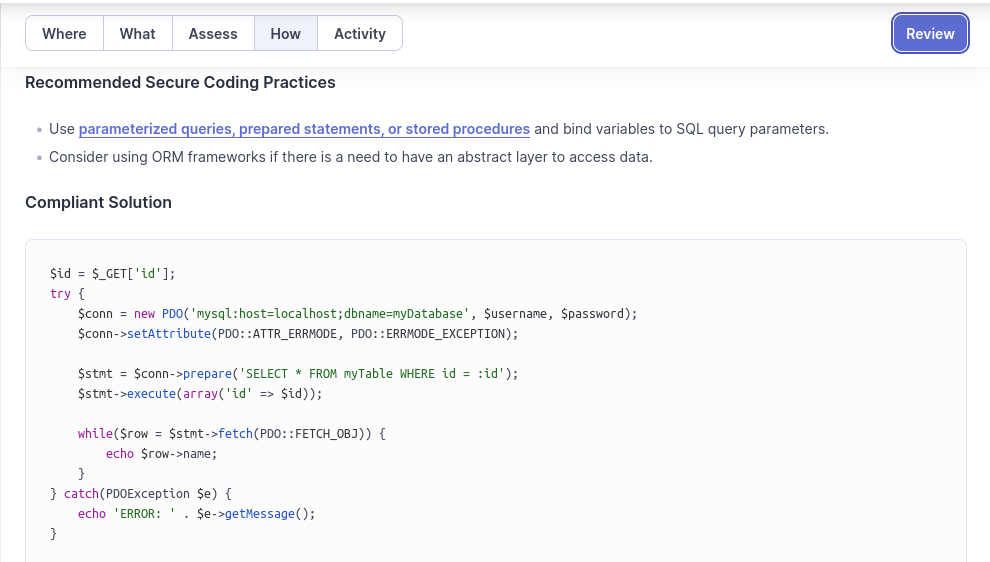 Where What Assess How Activity Review
Recommended Secure Coding Practices
• Use parameterized queries, prepared statements, or stored procedures and bind variables to SQL query parameters.
• Consider using ORM frameworks if there is a need to have an abstract layer to access data.
Compliant Solution
$id = $_GET['id'];
try {
    $conn = new PDO('mysql:host=localhost;dbname=myDatabase', $username, $password);
    $conn->setAttribute(PDO::ATTR_ERRMODE, PDO::ERRMODE_EXCEPTION);
    $stmt = $conn->prepare('SELECT * FROM myTable WHERE id = :id');
    $stmt->execute(array('id' => $id));
    while($row = $stmt->fetch(PDO::FETCH_OBJ)) {
        echo $row->name;
    }
} catch(PDOException $e) {
    echo 'ERROR: ' . $e->getMessage();
}